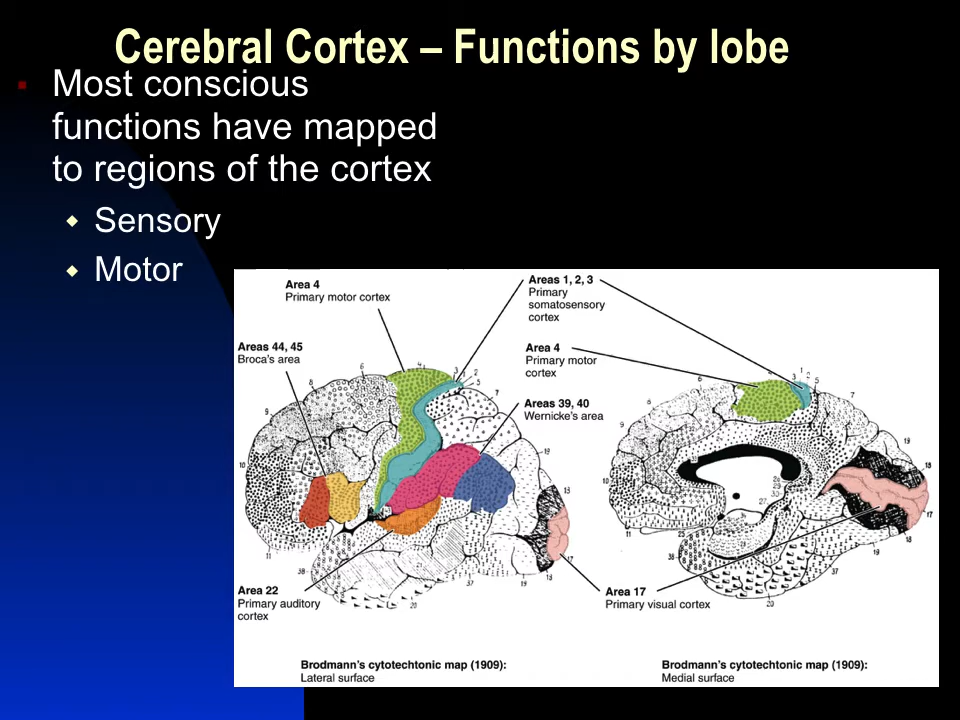 Cerebral Cortex – Functions by lobe
Most conscious
functions have mapped
to regions of the cortex
Sensory
Motor
Area 4
Primary motor cortex
Areas 1, 2, 3
Primary
somatosensory
cortex
Areas 44, 45
Broca's area
Area 4
Primary motor
cortex
Areas 39, 40
Wernicke's area
Area 22
Primary auditory
cortex
Area 17
Primary visual cortex
Brodmann's cytotechtonic map (1909):
Lateral surface
Brodmann's cytotechtonic map (1909):
Medial surface